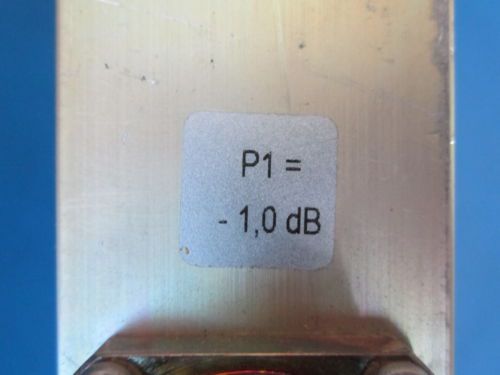 P1 =
- 1,0 dB